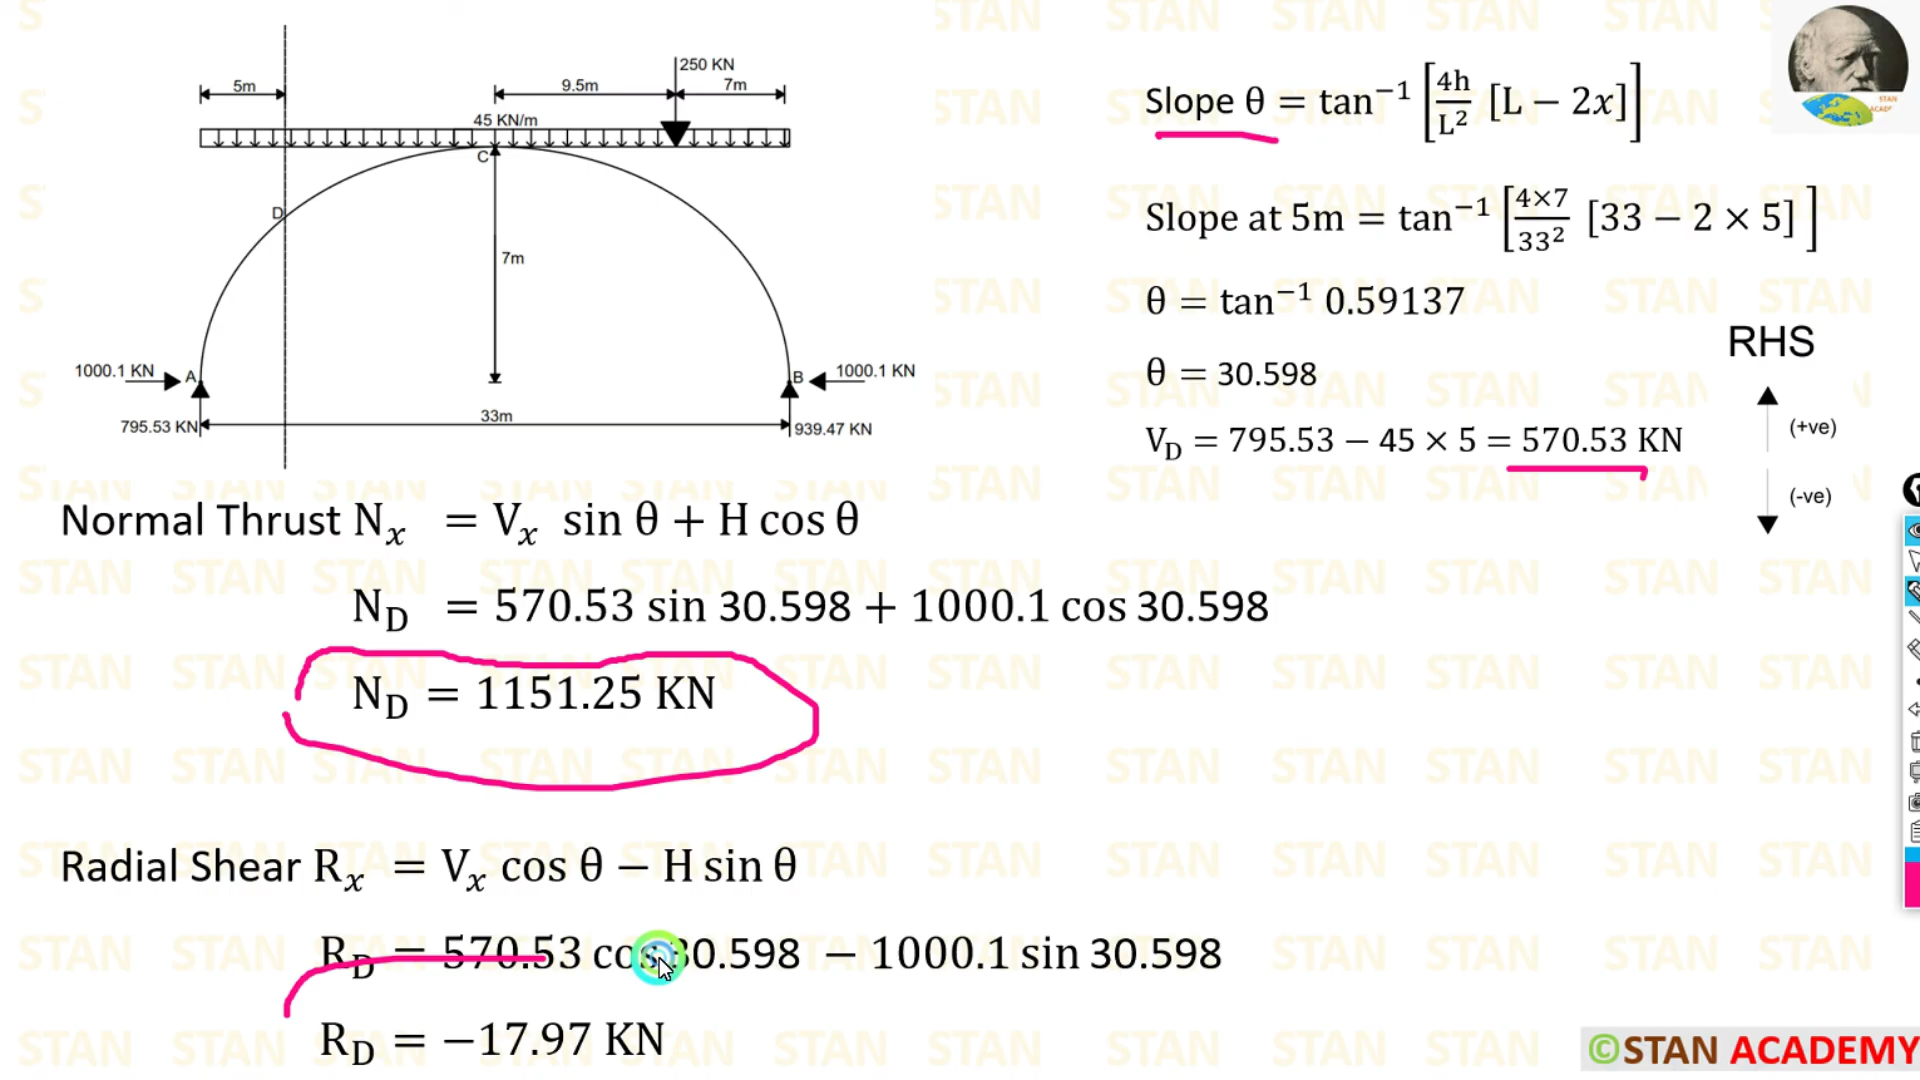 250 KN
5m
9.5m
7m
45 KN/m
C
D
7m
1000.1 KN
A
B
1000.1 KN
33m
795.53 KN
939.47 KN
Slope θ = tan⁻¹ [4h/L² [L − 2x]]
Slope at 5m = tan⁻¹ [4×7/33² [33 − 2 × 5] ]
θ = tan⁻¹ 0.59137
θ = 30.598
V_D = 795.53 − 45 × 5 = 570.53 KN
RHS
(+ve)
(-ve)
Normal Thrust Nₓ = Vₓ sin θ + H cos θ
N_D = 570.53 sin 30.598 + 1000.1 cos 30.598
N_D = 1151.25 KN
Radial Shear Rₓ = Vₓ cos θ − H sin θ
R_D = 570.53 cos 30.598 − 1000.1 sin 30.598
R_D = −17.97 KN
STAN
©STAN ACADEMY